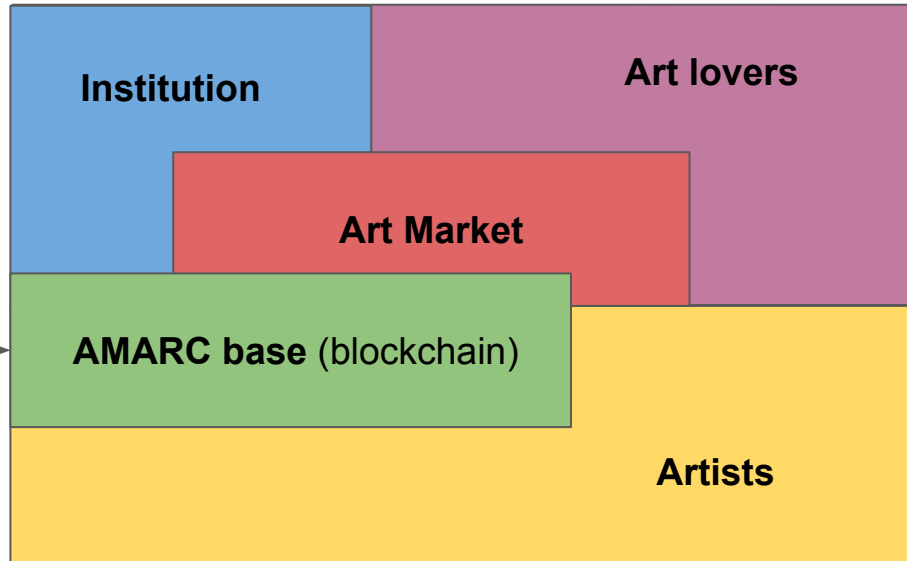 Institution
Art lovers
Art Market
AMARC base (blockchain)
Artists